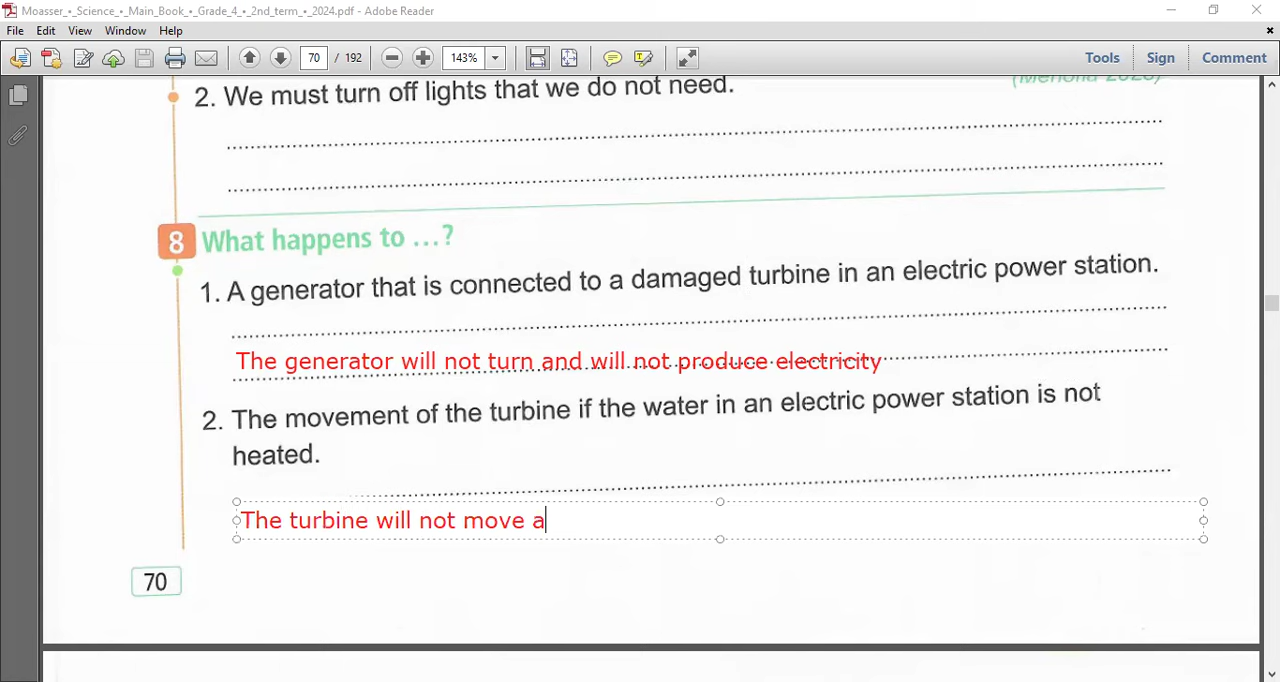 Moasser_•_Science_•_Main_Book_•_Grade_4_•_2nd_term_•_2024.pdf - Adobe Reader
File Edit View Window Help
70 / 192 143% Tools Sign Comment
2. We must turn off lights that we do not need.
8 What happens to ...?
1. A generator that is connected to a damaged turbine in an electric power station.
The generator will not turn and will not produce electricity
2. The movement of the turbine if the water in an electric power station is not
heated.
The turbine will not move a
70